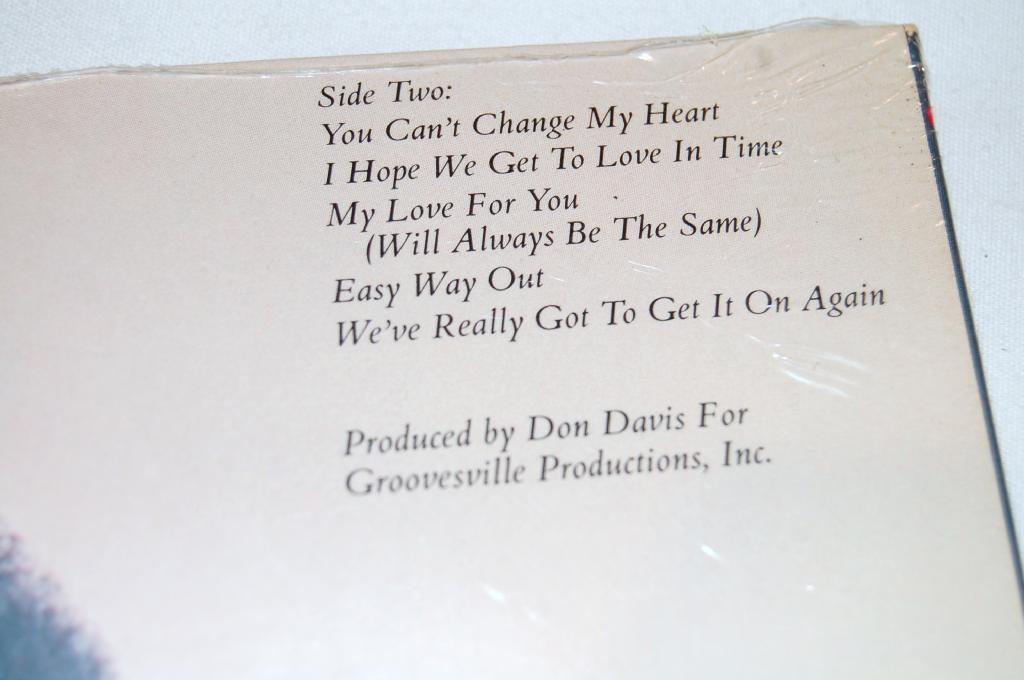 Side Two:
You Can't Change My Heart
I Hope We Get To Love In Time
My Love For You
(Will Always Be The Same)
Easy Way Out
We've Really Got To Get It On Again
Produced by Don Davis For
Groovesville Productions, Inc.